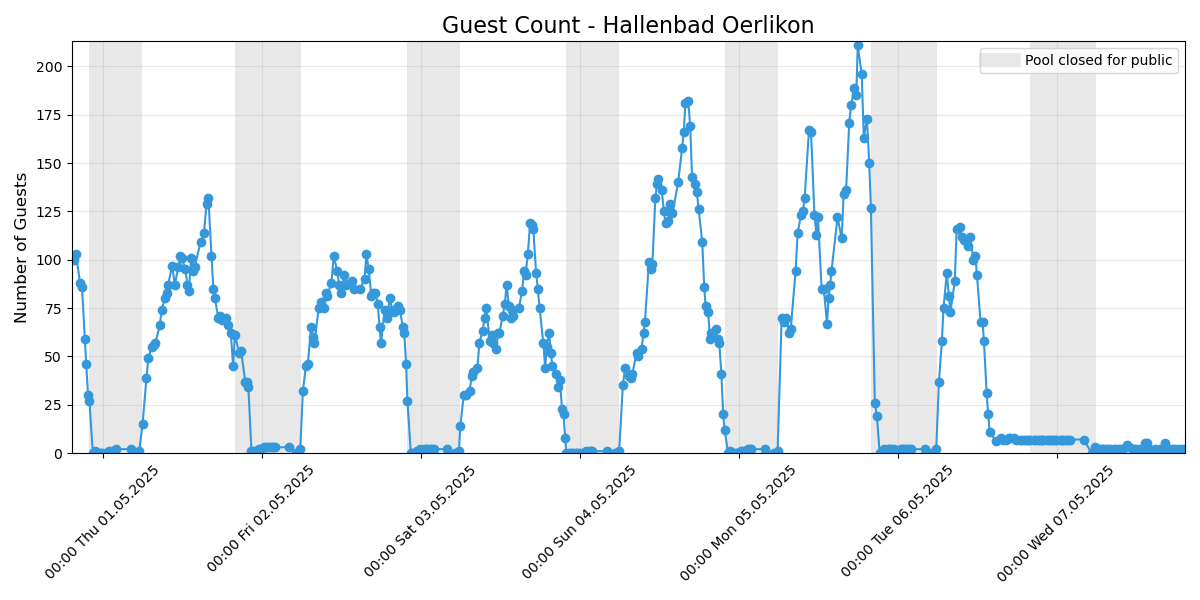 Guest Count - Hallenbad Oerlikon
Pool closed for public
Number of Guests
200
175
150
125
100
75
50
25
0
00:00 Thu 01.05.2025
00:00 Fri 02.05.2025
00:00 Sat 03.05.2025
00:00 Sun 04.05.2025
00:00 Mon 05.05.2025
00:00 Tue 06.05.2025
00:00 Wed 07.05.2025